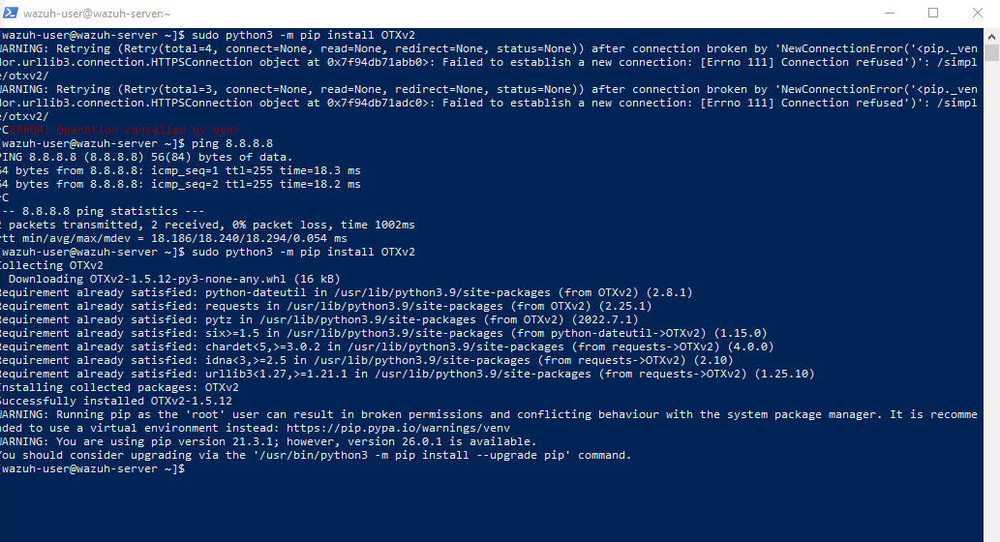 wazuh-user@wazuh-server:~
wazuh-user@wazuh-server ~]$ sudo python3 -m pip install OTXv2
WARNING: Retrying (Retry(total=4, connect=None, read=None, redirect=None, status=None)) after connection broken by 'NewConnectionError('<pip._ven
dor.urllib3.connection.HTTPSConnection object at 0x7f94db71abb0>: Failed to establish a new connection: [Errno 111] Connection refused')': /simpl
e/otxv2/
WARNING: Retrying (Retry(total=3, connect=None, read=None, redirect=None, status=None)) after connection broken by 'NewConnectionError('<pip._ven
dor.urllib3.connection.HTTPSConnection object at 0x7f94db71adc0>: Failed to establish a new connection: [Errno 111] Connection refused')': /simpl
e/otxv2/
^CERROR: Operation cancelled by user
[wazuh-user@wazuh-server ~]$ ping 8.8.8.8
PING 8.8.8.8 (8.8.8.8) 56(84) bytes of data.
64 bytes from 8.8.8.8: icmp_seq=1 ttl=255 time=18.3 ms
64 bytes from 8.8.8.8: icmp_seq=2 ttl=255 time=18.2 ms
^C
--- 8.8.8.8 ping statistics ---
2 packets transmitted, 2 received, 0% packet loss, time 1002ms
rtt min/avg/max/mdev = 18.186/18.240/18.294/0.054 ms
[wazuh-user@wazuh-server ~]$ sudo python3 -m pip install OTXv2
Collecting OTXv2
  Downloading OTXv2-1.5.12-py3-none-any.whl (16 kB)
Requirement already satisfied: python-dateutil in /usr/lib/python3.9/site-packages (from OTXv2) (2.8.1)
Requirement already satisfied: requests in /usr/lib/python3.9/site-packages (from OTXv2) (2.25.1)
Requirement already satisfied: pytz in /usr/lib/python3.9/site-packages (from OTXv2) (2022.7.1)
Requirement already satisfied: six>=1.5 in /usr/lib/python3.9/site-packages (from python-dateutil->OTXv2) (1.15.0)
Requirement already satisfied: chardet<5,>=3.0.2 in /usr/lib/python3.9/site-packages (from requests->OTXv2) (4.0.0)
Requirement already satisfied: idna<3,>=2.5 in /usr/lib/python3.9/site-packages (from requests->OTXv2) (2.10)
Requirement already satisfied: urllib3<1.27,>=1.21.1 in /usr/lib/python3.9/site-packages (from requests->OTXv2) (1.25.10)
Installing collected packages: OTXv2
Successfully installed OTXv2-1.5.12
WARNING: Running pip as the 'root' user can result in broken permissions and conflicting behaviour with the system package manager. It is recomme
nded to use a virtual environment instead: https://pip.pypa.io/warnings/venv
WARNING: You are using pip version 21.3.1; however, version 26.0.1 is available.
You should consider upgrading via the '/usr/bin/python3 -m pip install --upgrade pip' command.
[wazuh-user@wazuh-server ~]$